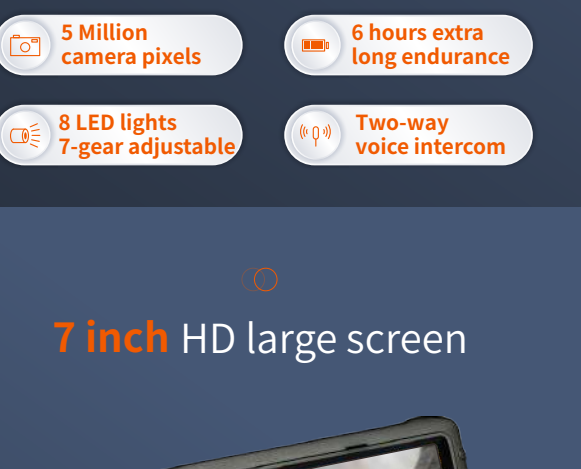 5 Million
camera pixels
6 hours extra
long endurance
8 LED lights
7-gear adjustable
Two-way
voice intercom
7 inch HD large screen